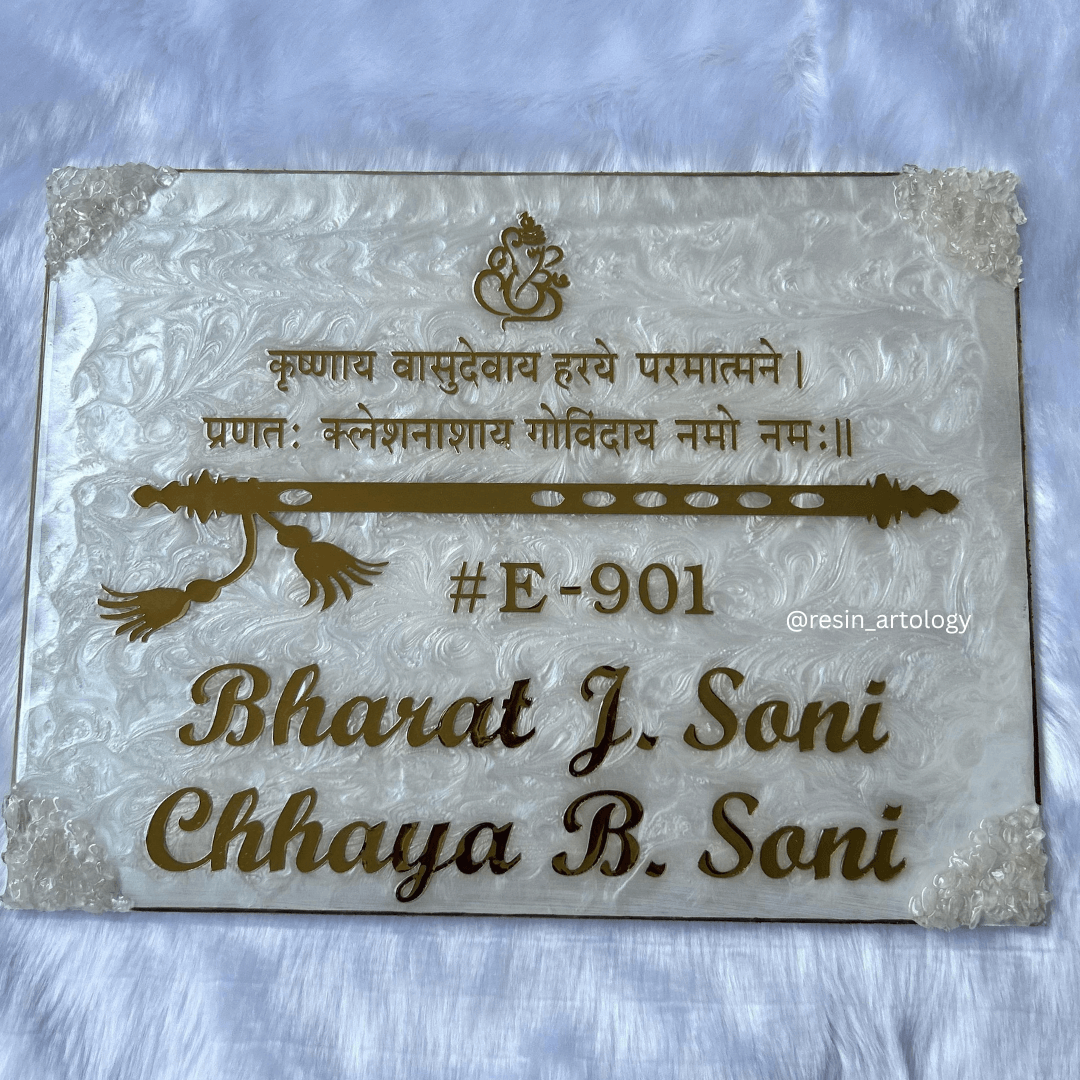 कृष्णाय वासुदेवाय हरये परमात्मने।
प्रणतः क्लेशनाशाय गोविंदाय नमो नमः॥
#E-901
@resin_artology
Bharat J. Soni
Chhaya B. Soni